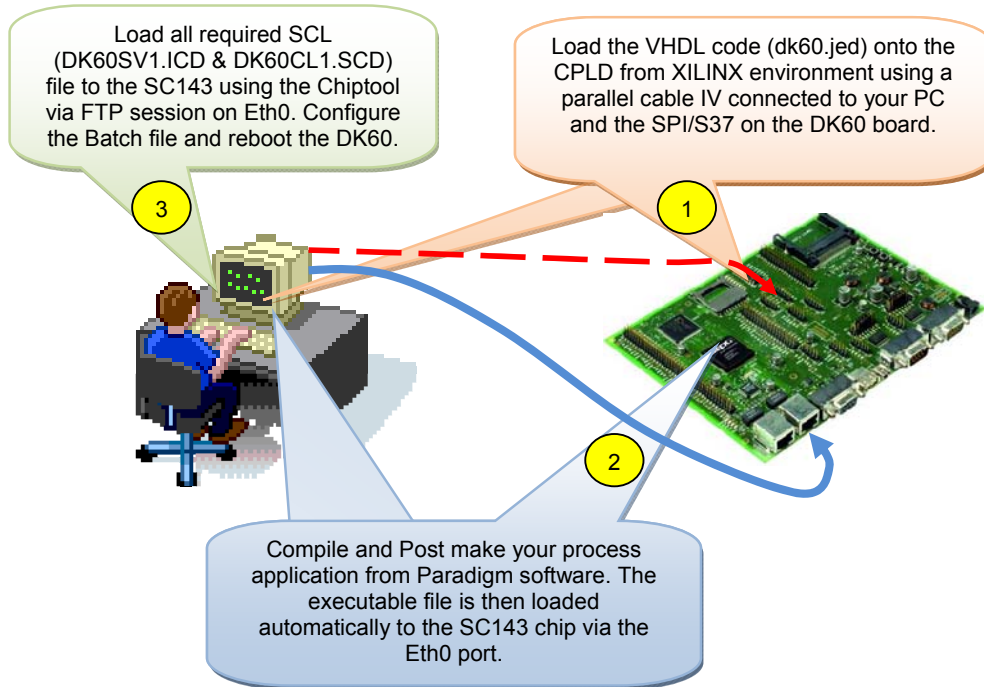 Load all required SCL
(DK60SV1.ICD & DK60CL1.SCD)
file to the SC143 using the Chiptool
via FTP session on Eth0. Configure
the Batch file and reboot the DK60.
Load the VHDL code (dk60.jed) onto the
CPLD from XILINX environment using a
parallel cable IV connected to your PC
and the SPI/S37 on the DK60 board.
3
1
2
Compile and Post make your process
application from Paradigm software. The
executable file is then loaded
automatically to the SC143 chip via the
Eth0 port.